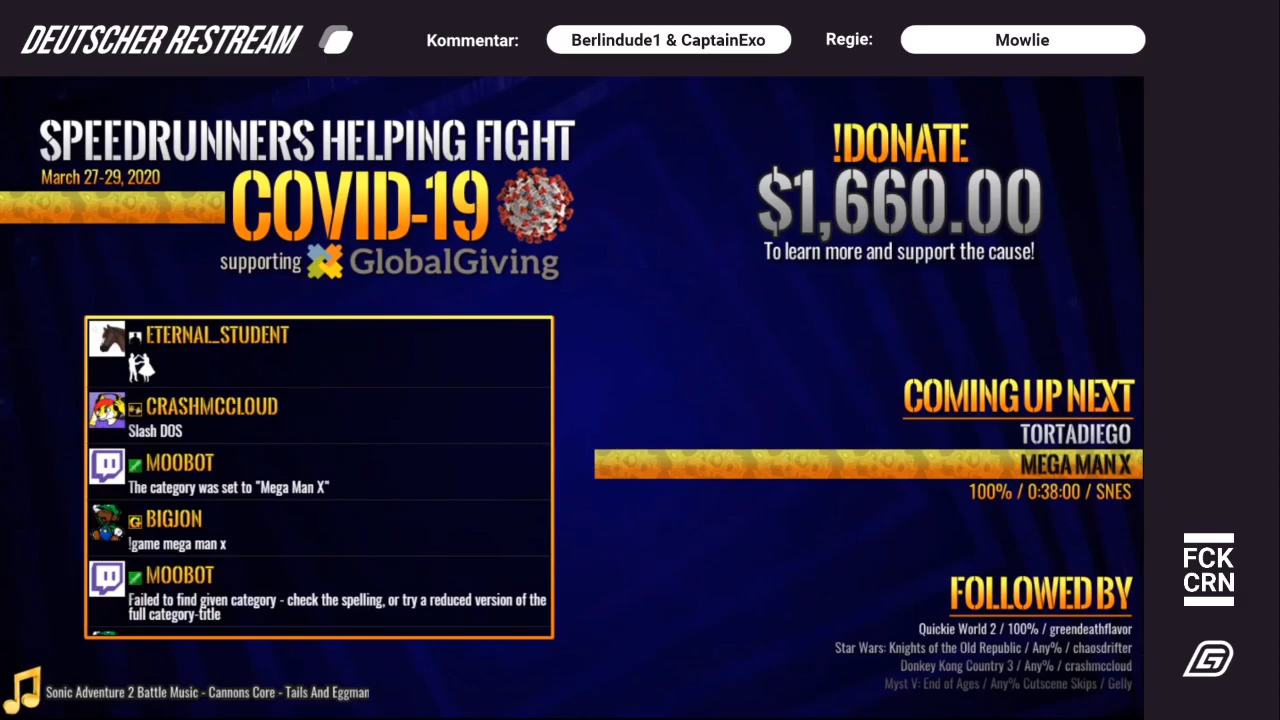 DEUTSCHER RESTREAM
Kommentar:
Berlindude1 & CaptainExo
Regie:
Mowlie
SPEEDRUNNERS HELPING FIGHT
March 27-29, 2020
COVID-19
supporting GlobalGiving
!DONATE
$1,660.00
To learn more and support the cause!
ETERNAL_STUDENT
CRASHMCCLOUD
Slash DOS
MOOBOT
The category was set to "Mega Man X"
BIGJON
!game mega man x
MOOBOT
Failed to find given category - check the spelling, or try a reduced version of the
full category-title
COMING UP NEXT
TORTADIEGO
MEGA MAN X
100% / 0:38:00 / SNES
FOLLOWED BY
Quickie World 2 / 100% / greendeathflavor
Star Wars: Knights of the Old Republic / Any% / chaosdrifter
Donkey Kong Country 3 / Any% / crashmccloud
Myst V: End of Ages / Any% Cutscene Skips / Gelly
FCK
CRN
G
Sonic Adventure 2 Battle Music - Cannons Core - Tails And Eggman